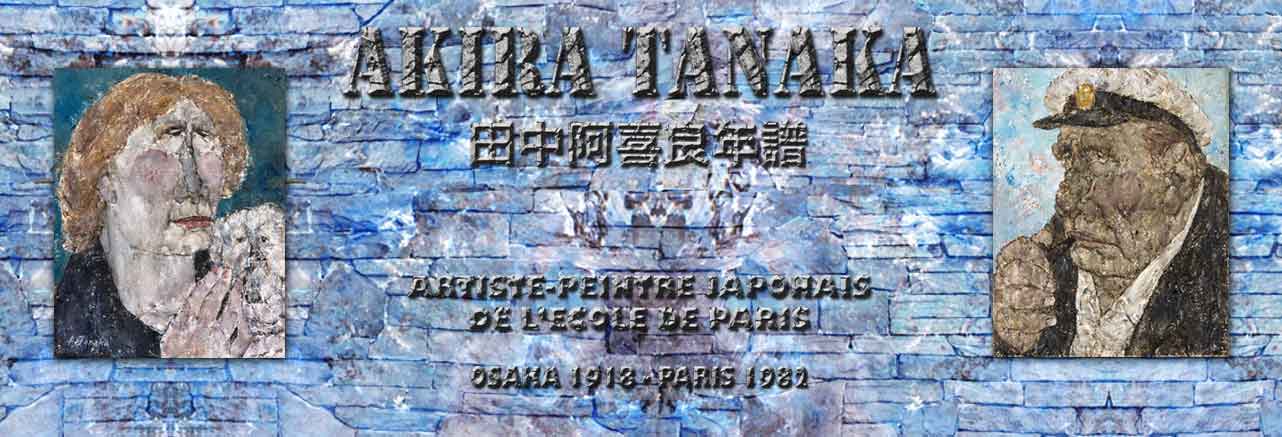 AKIRA TANAKA
田中阿喜良年譜
ARTISTE-PEINTRE JAPONAIS
DE L'ECOLE DE PARIS
OSAKA 1918 - PARIS 1982
A.Tanaka